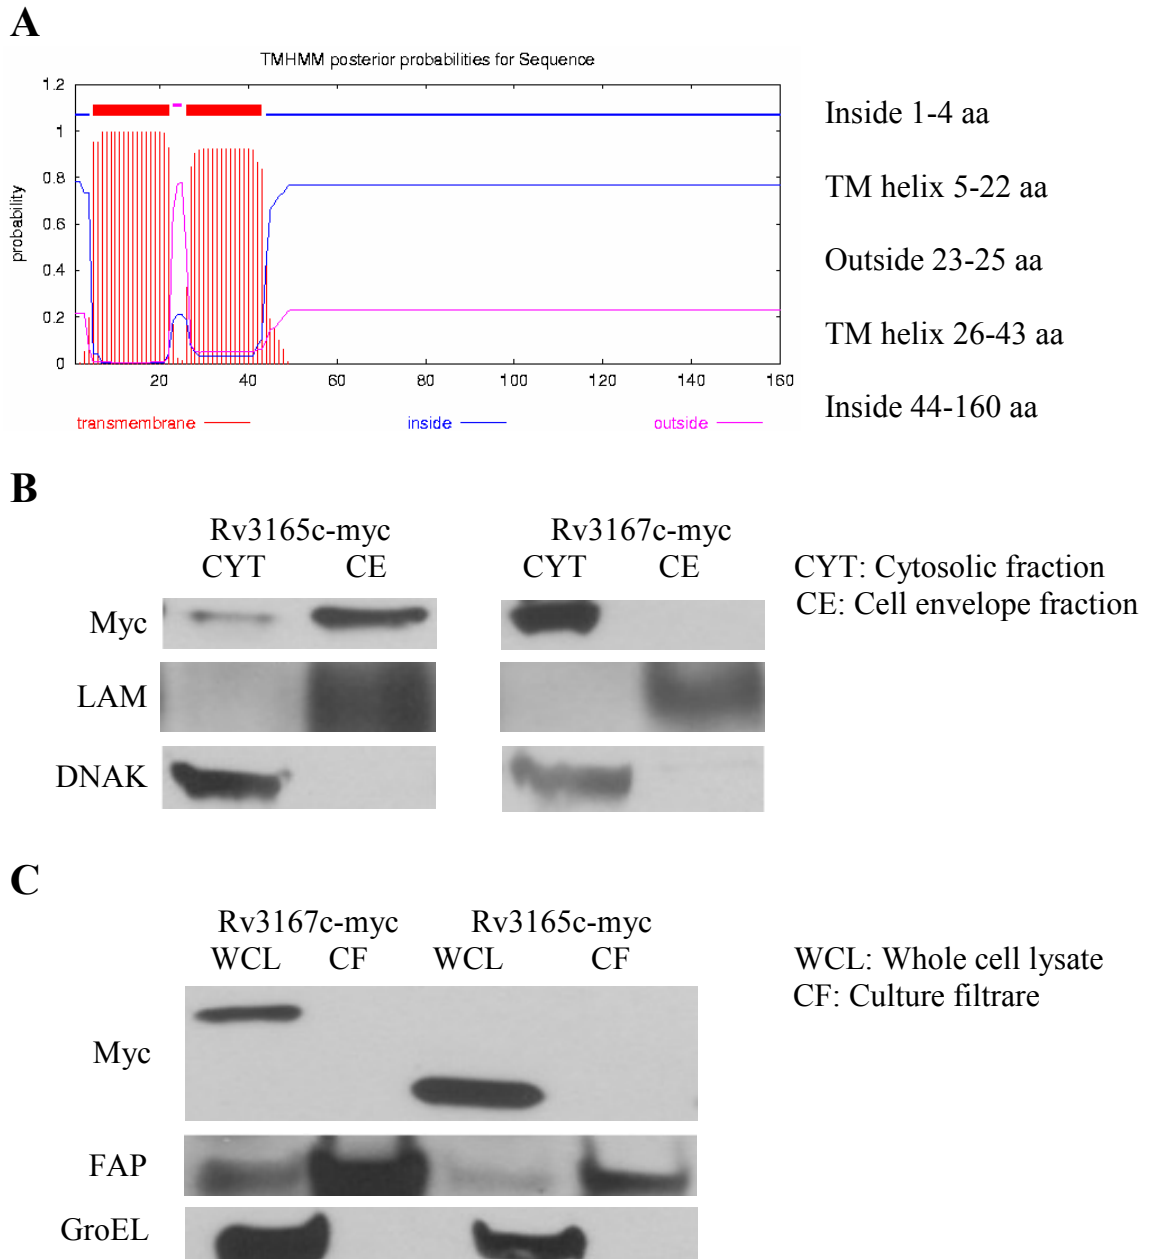 A
TMHMM posterior probabilities for Sequence
1.2
1
0.8
0.6
0.4
0.2
0
probability
20 40 60 80 100 120 140 160
transmembrane inside outside
Inside 1-4 aa
TM helix 5-22 aa
Outside 23-25 aa
TM helix 26-43 aa
Inside 44-160 aa
B
Rv3165c-myc Rv3167c-myc
CYT CE CYT CE
CYT: Cytosolic fraction
CE: Cell envelope fraction
Myc
LAM
DNAK
C
Rv3167c-myc Rv3165c-myc
WCL CF WCL CF
WCL: Whole cell lysate
CF: Culture filtrare
Myc
FAP
GroEL